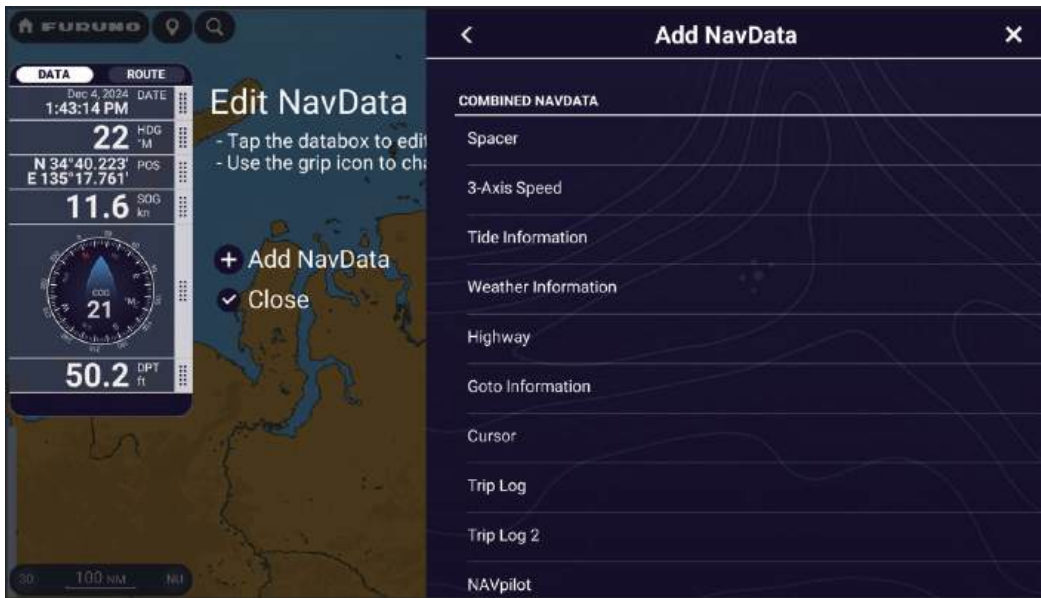 FURUNO
DATA ROUTE
Dec 4, 2024 DATE
1:43:14 PM
22 HDG °M
N 34°40.223' POS
E 135°17.761'
11.6 SOG kn
COG
21 °M
50.2 DPT ft
100 NM
Edit NavData
- Tap the databox to edi
- Use the grip icon to cha
Add NavData
Close
Add NavData
COMBINED NAVDATA
Spacer
3-Axis Speed
Tide Information
Weather Information
Highway
Goto Information
Cursor
Trip Log
Trip Log 2
NAVpilot